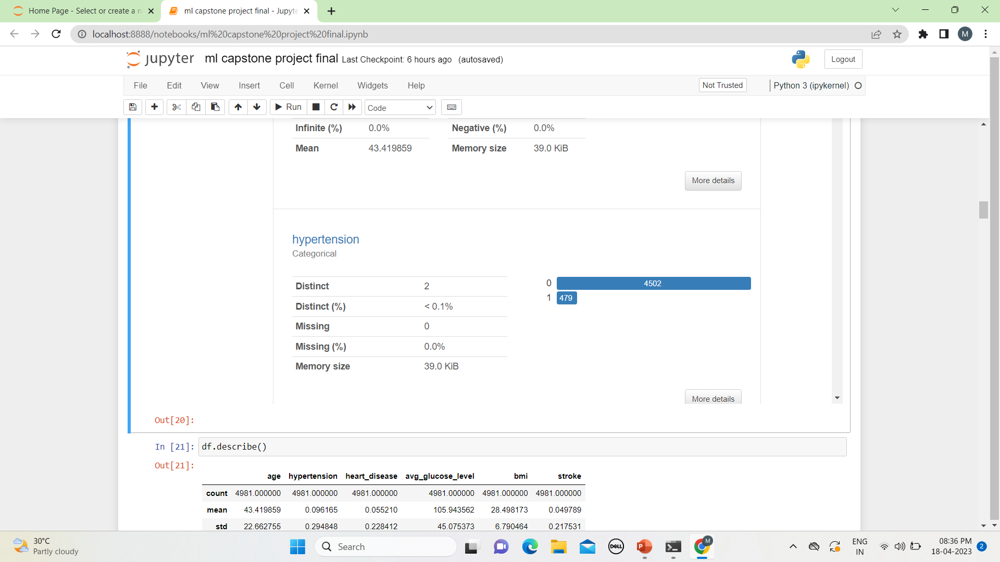 Home Page - Select or create a n
ml capstone project final - Jupyte
localhost:8888/notebooks/ml%20capstone%20project%20final.ipynb
M
jupyter ml capstone project final Last Checkpoint: 6 hours ago (autosaved)
Logout
File Edit View Insert Cell Kernel Widgets Help
Not Trusted
Python 3 (ipykernel)
Run
Code
Infinite (%) 0.0% Negative (%) 0.0%
Mean 43.419859 Memory size 39.0 KiB
More details
hypertension
Categorical
Distinct 2
Distinct (%) < 0.1%
Missing 0
Missing (%) 0.0%
Memory size 39.0 KiB
0 4502
1 479
More details
Out[20]:
In [21]: df.describe()
Out[21]:
age hypertension heart_disease avg_glucose_level bmi stroke
count 4981.000000 4981.000000 4981.000000 4981.000000 4981.000000 4981.000000
mean 43.419859 0.096165 0.055210 105.943562 28.498173 0.049789
std 22.662755 0.294848 0.228412 45.075373 6.790464 0.217531
30°C
Partly cloudy
Search
DELL
P
M
ENG
IN
08:36 PM
18-04-2023
2